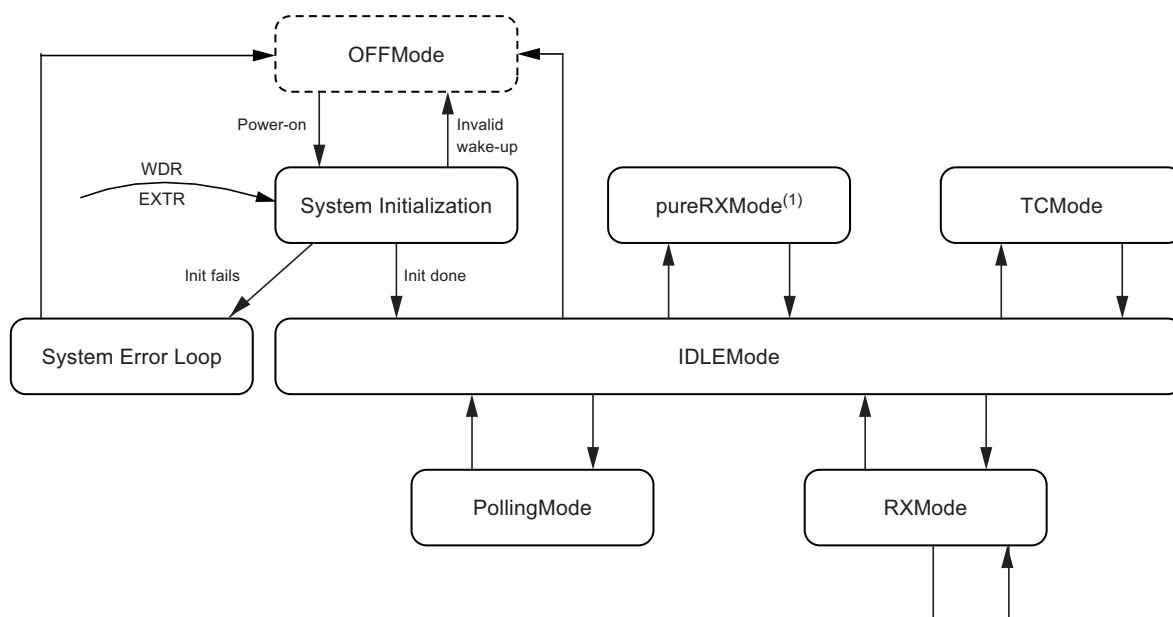 OFFMode
Power-on
Invalid
wake-up
WDR
EXTR
System Initialization
pureRXMode(1)
TCMode
Init fails
Init done
System Error Loop
IDLEMode
PollingMode
RXMode